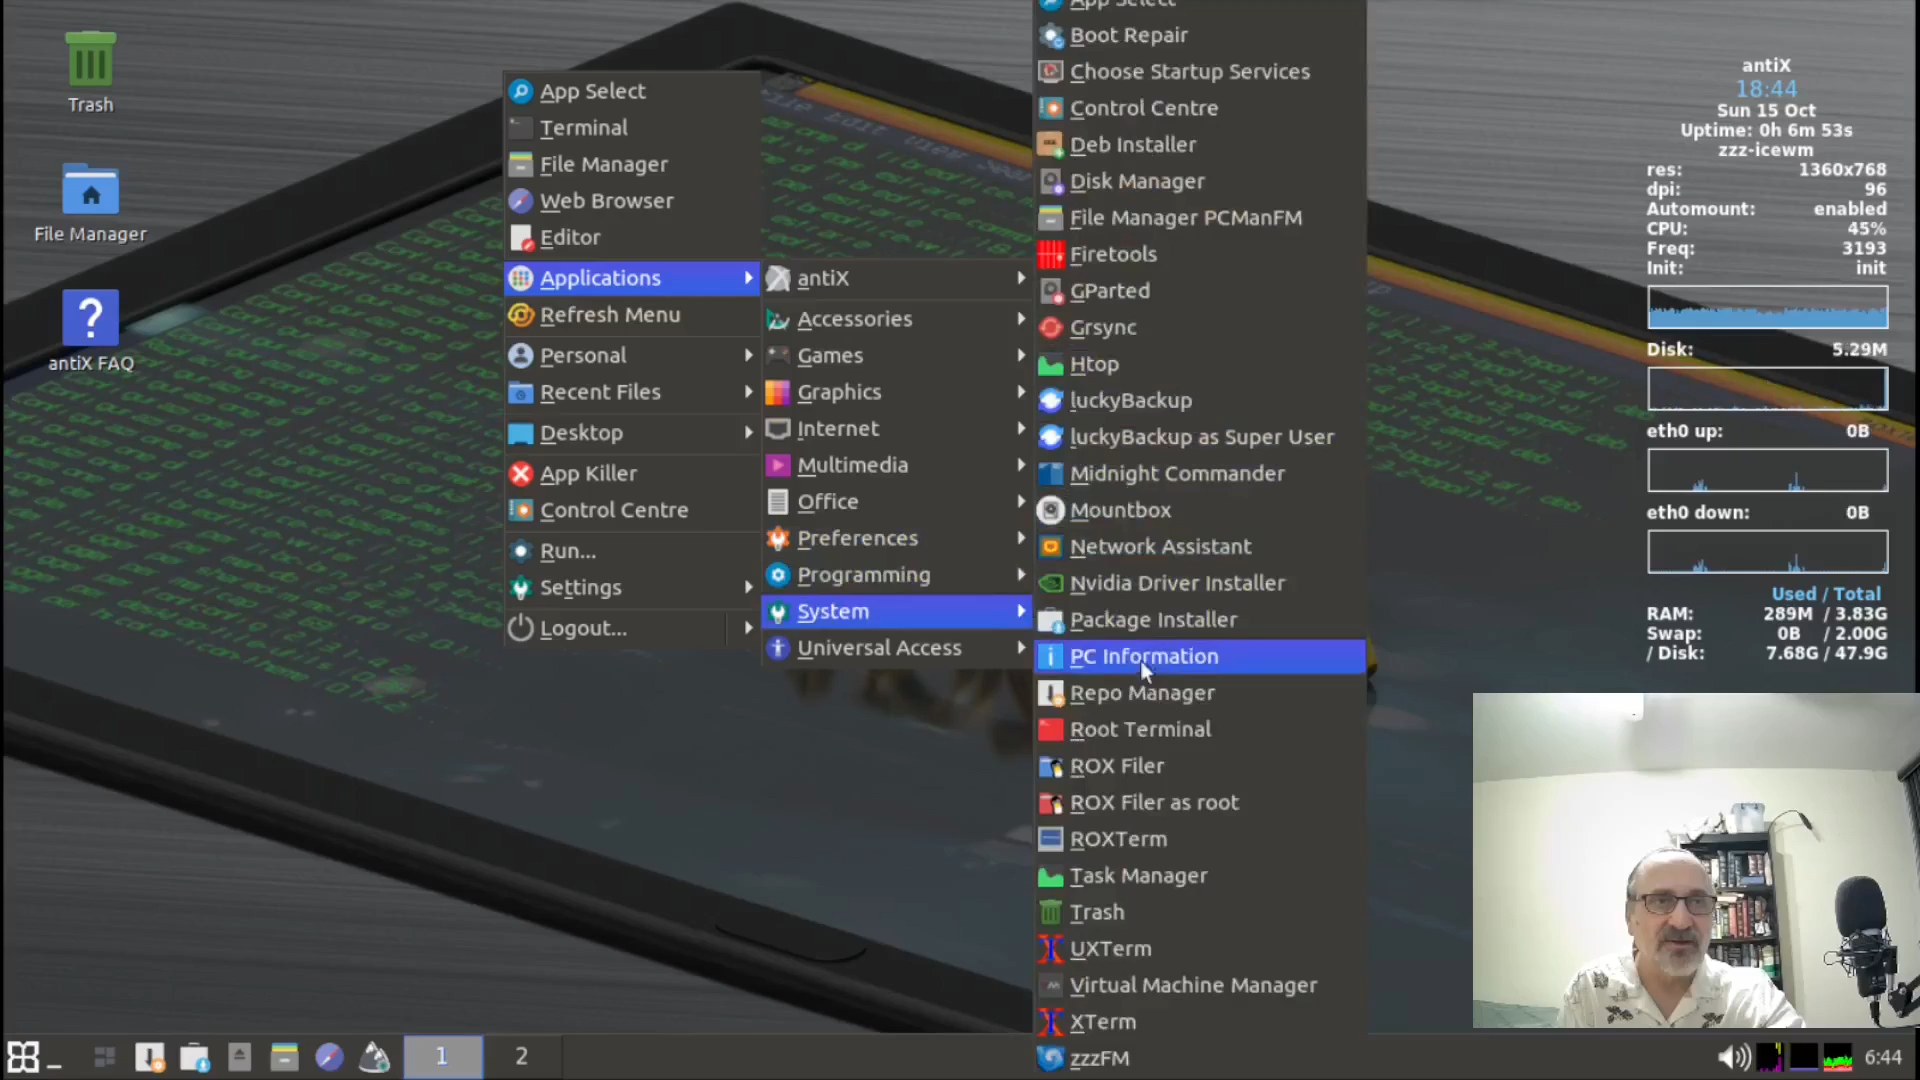 Trash
File Manager
?
antiX FAQ
App Select
Terminal
File Manager
Web Browser
Editor
Applications
Refresh Menu
Personal
Recent Files
Desktop
App Killer
Control Centre
Run...
Settings
Logout...
antiX
Accessories
Games
Graphics
Internet
Multimedia
Office
Preferences
Programming
System
Universal Access
App Select
Boot Repair
Choose Startup Services
Control Centre
Deb Installer
Disk Manager
File Manager PCManFM
Firetools
GParted
Grsync
Htop
luckyBackup
luckyBackup as Super User
Midnight Commander
Mountbox
Network Assistant
Nvidia Driver Installer
Package Installer
PC Information
Repo Manager
Root Terminal
ROX Filer
ROX Filer as root
ROXTerm
Task Manager
Trash
UXTerm
Virtual Machine Manager
XTerm
zzzFM
antiX
18:44
Sun 15 Oct
Uptime: 0h 6m 53s
zzz-icewm
res: 1360x768
dpi: 96
Automount: enabled
CPU: 45%
Freq: 3193
Init: init
Disk: 5.29M
eth0 up: 0B
eth0 down: 0B
Used / Total
RAM: 289M / 3.83G
Swap: 0B / 2.00G
/ Disk: 7.68G / 47.9G
1
2
6:44